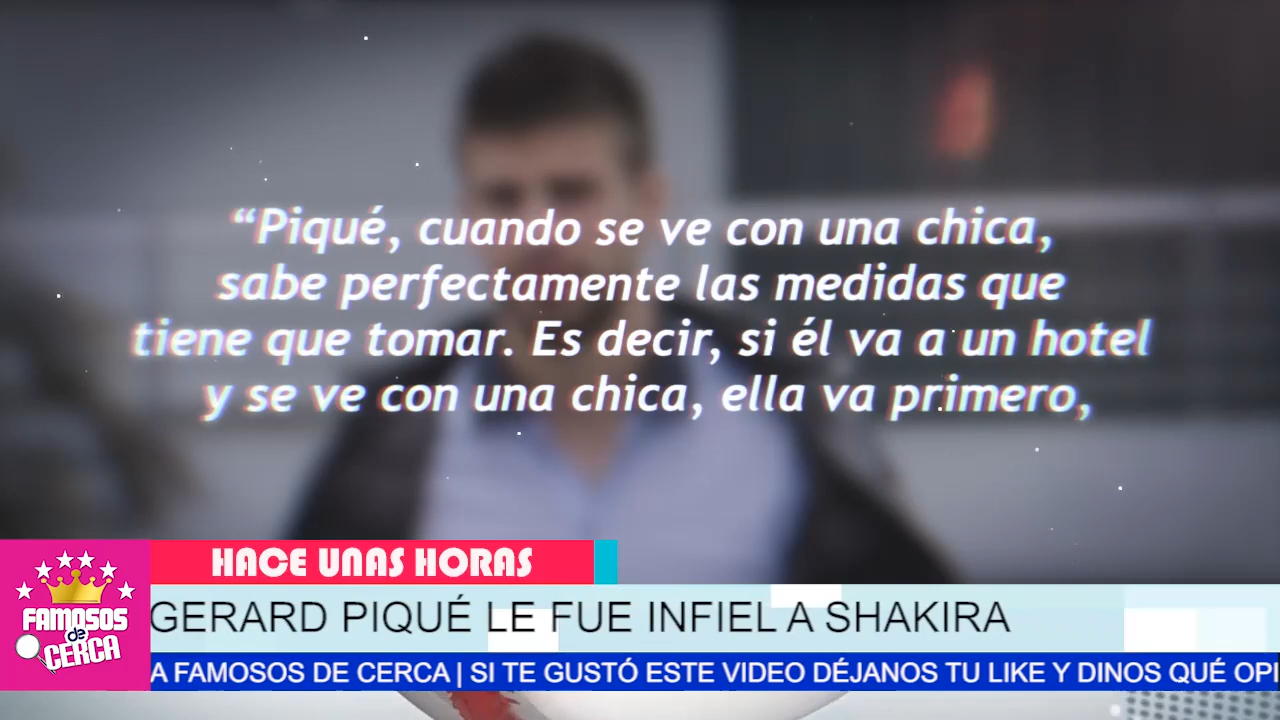 “Piqué, cuando se ve con una chica,
sabe perfectamente las medidas que
tiene que tomar. Es decir, si él va a un hotel
y se ve con una chica, ella va primero,
HACE UNAS HORAS
GERARD PIQUÉ LE FUE INFIEL A SHAKIRA
FAMOSOS
de
CERCA
A FAMOSOS DE CERCA | SI TE GUSTÓ ESTE VIDEO DÉJANOS TU LIKE Y DINOS QUÉ OPI